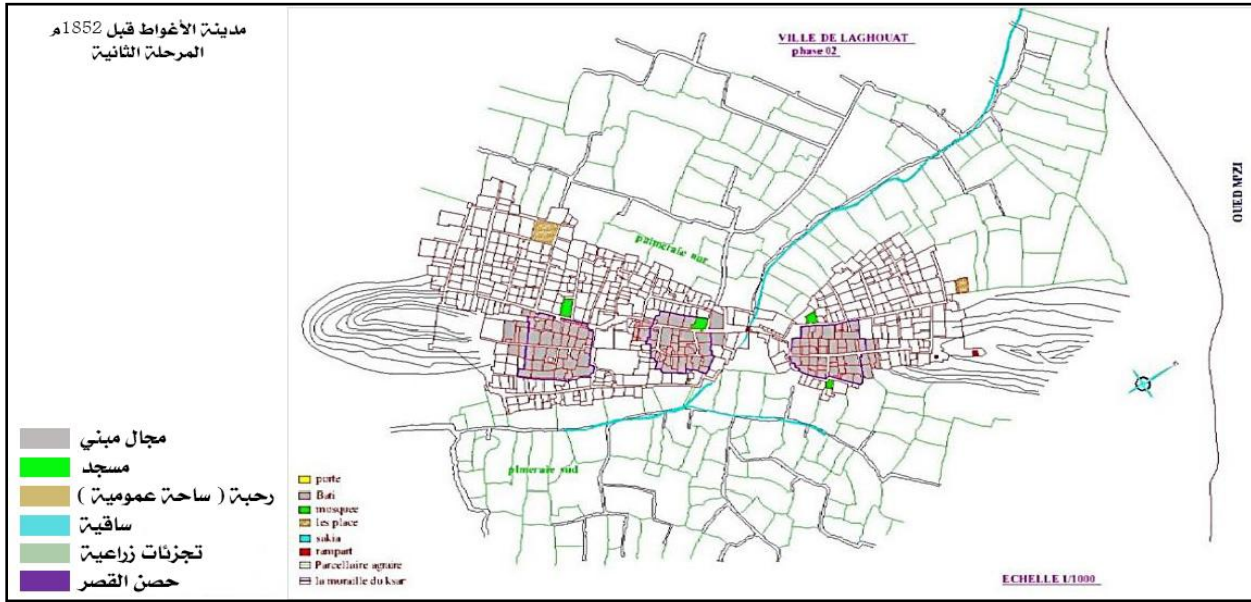 مدينة الأغواط قبل 1852م
المرحلة الثانية
VILLE DE LAGHOUAT
phase 02
OUED M'ZI
palmeraie
plmeraie sud
مجال مبني
مسجد
رحبة ( ساحة عمومية )
ساقية
تجزئات زراعية
حصن القصر
porte
Bati
mosquee
les place
sakia
rampart
Parcellaire agraire
la muraille du ksar
ECHELLE 1/1000